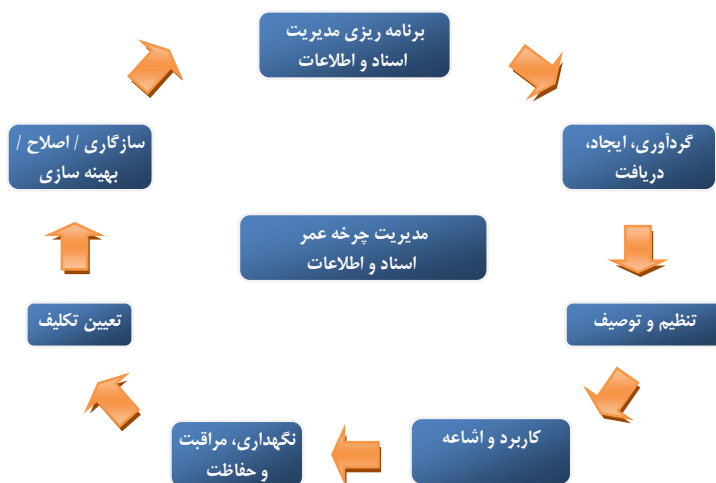 برنامه ریزی مدیریت
اسناد و اطلاعات
گردآوری، ایجاد،
دریافت
تنظیم و توصیف
کاربرد و اشاعه
نگهداری، مراقبت
و حفاظت
تعیین تکلیف
سازگاری / اصلاح /
بهینه سازی
مدیریت چرخه عمر
اسناد و اطلاعات